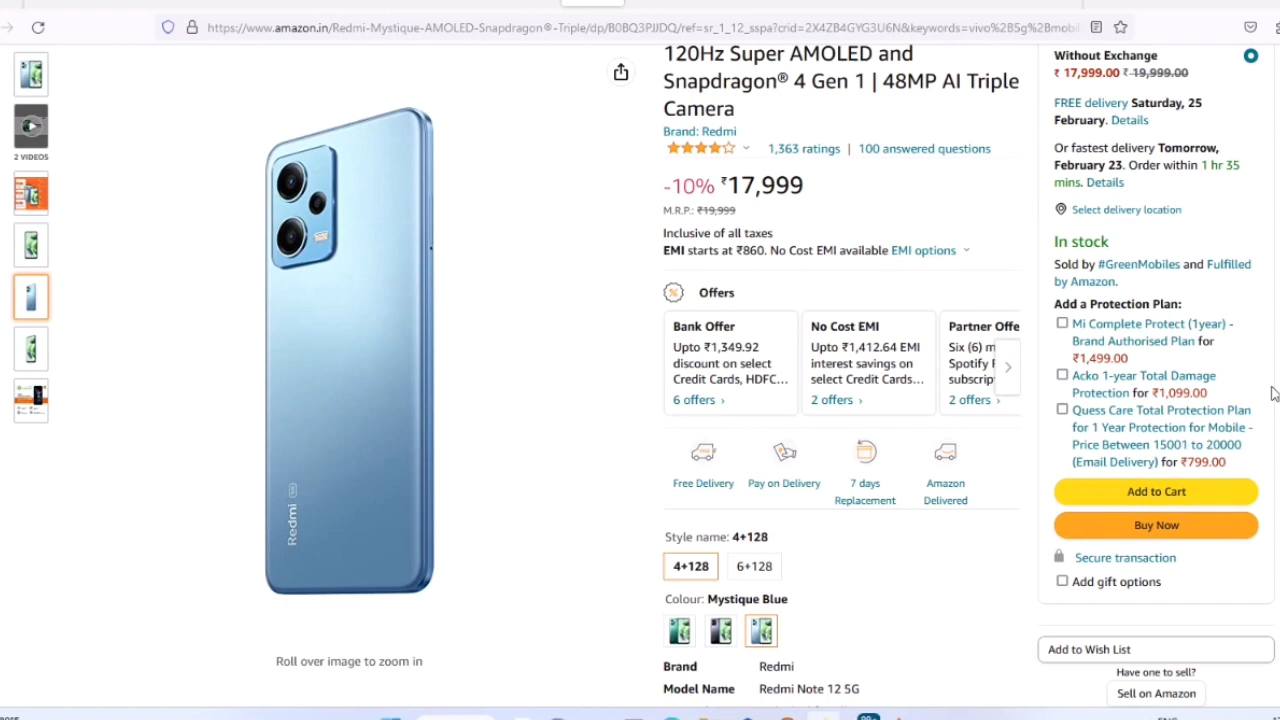 https://www.amazon.in/Redmi-Mystique-AMOLED-Snapdragon®-Triple/dp/B0BQ3PJJDQ/ref=sr_1_12_sspa?crid=2X4ZB4GYG3U6N&keywords=vivo%2B5g%2Bmobil
2 VIDEOS
Redmi 5G
Roll over image to zoom in
120Hz Super AMOLED and
Snapdragon® 4 Gen 1 | 48MP AI Triple
Camera
Brand: Redmi
1,363 ratings | 100 answered questions
-10% ₹17,999
M.R.P.: ₹19,999
Inclusive of all taxes
EMI starts at ₹860. No Cost EMI available EMI options
Offers
Bank Offer
Upto ₹1,349.92
discount on select
Credit Cards, HDFC...
6 offers ›
No Cost EMI
Upto ₹1,412.64 EMI
interest savings on
select Credit Cards...
2 offers ›
Partner Offe
Six (6) m
Spotify P
subscrip
2 offers ›
Free Delivery
Pay on Delivery
7 days
Replacement
Amazon
Delivered
Style name: 4+128
4+128
6+128
Colour: Mystique Blue
Brand Redmi
Model Name Redmi Note 12 5G
Without Exchange
₹ 17,999.00 ₹ 19,999.00
FREE delivery Saturday, 25
February. Details
Or fastest delivery Tomorrow,
February 23. Order within 1 hr 35
mins. Details
Select delivery location
In stock
Sold by #GreenMobiles and Fulfilled
by Amazon.
Add a Protection Plan:
Mi Complete Protect (1year) -
Brand Authorised Plan for
₹1,499.00
Acko 1-year Total Damage
Protection for ₹1,099.00
Quess Care Total Protection Plan
for 1 Year Protection for Mobile -
Price Between 15001 to 20000
(Email Delivery) for ₹799.00
Add to Cart
Buy Now
Secure transaction
Add gift options
Add to Wish List
Have one to sell?
Sell on Amazon